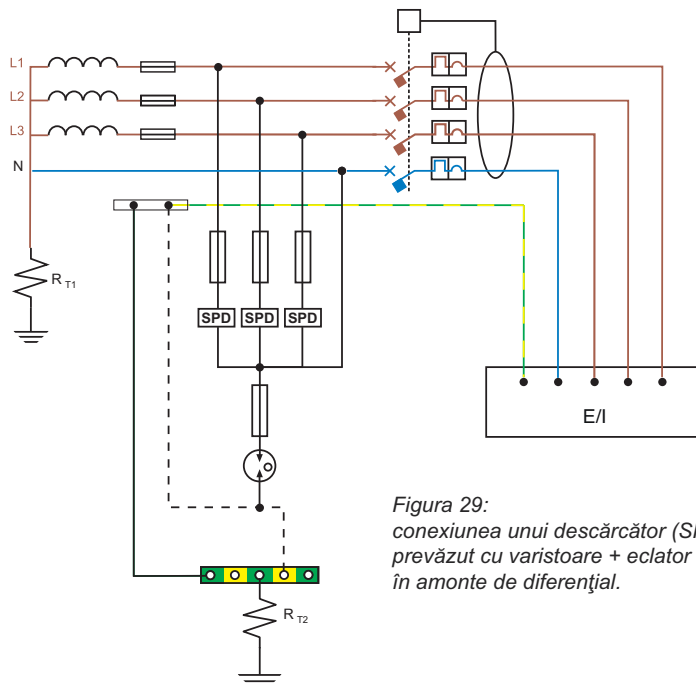 L1
L2
L3
N
R T1
SPD SPD SPD
E/I
Figura 29:
conexiunea unui descărcător (S
prevăzut cu varistoare + eclator
în amonte de diferenţial.
R T2